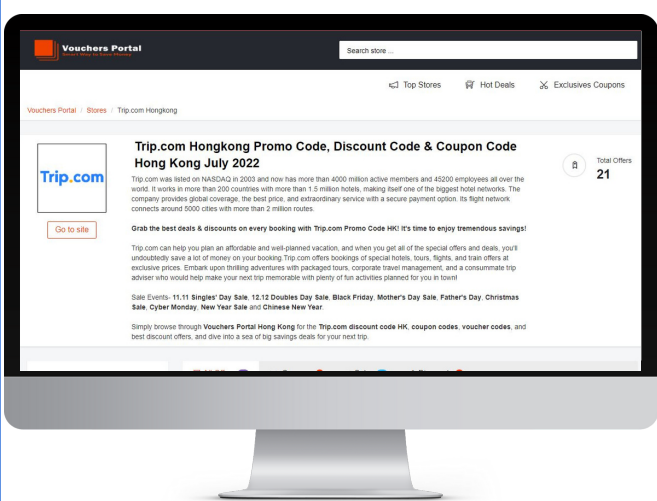 Vouchers Portal
Smart Way to Save Money
Search store ...
Top Stores
Hot Deals
Exclusives Coupons
Vouchers Portal / Stores / Trip.com Hongkong
Trip.com
Go to site
Trip.com Hongkong Promo Code, Discount Code & Coupon Code
Hong Kong July 2022
Trip.com was listed on NASDAQ in 2003 and now has more than 4000 million active members and 45200 employees all over the
world. It works in more than 200 countries with more than 1.5 million hotels, making itself one of the biggest hotel networks. The
company provides global coverage, the best price, and extraordinary service with a secure payment option. Its flight network
connects around 5000 cities with more than 2 million routes.
Grab the best deals & discounts on every booking with Trip.com Promo Code HK! It's time to enjoy tremendous savings!
Trip.com can help you plan an affordable and well-planned vacation, and when you get all of the special offers and deals, you'll
undoubtedly save a lot of money on your booking.Trip.com offers bookings of special hotels, tours, flights, and train offers at
exclusive prices. Embark upon thrilling adventures with packaged tours, corporate travel management, and a consummate trip
adviser who would help make your next trip memorable with plenty of fun activities planned for you in town!
Sale Events- 11.11 Singles' Day Sale, 12.12 Doubles Day Sale, Black Friday, Mother's Day Sale, Father's Day, Christmas
Sale, Cyber Monday, New Year Sale and Chinese New Year.
Simply browse through Vouchers Portal Hong Kong for the Trip.com discount code HK, coupon codes, voucher codes, and
best discount offers, and dive into a sea of big savings deals for your next trip.
Total Offers
21